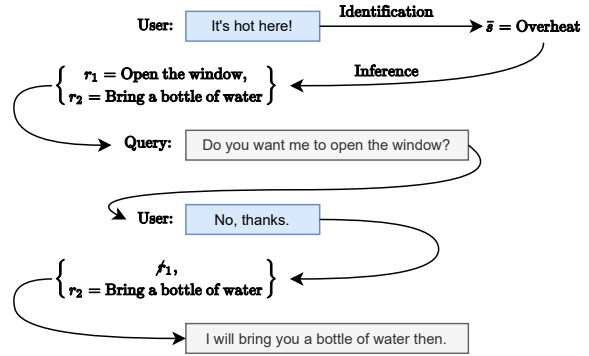 User: It's hot here! Identification s̄ = Overheat
{ r₁ = Open the window,
r₂ = Bring a bottle of water } Inference
Query: Do you want me to open the window?
User: No, thanks.
{ r̸₁,
r₂ = Bring a bottle of water }
I will bring you a bottle of water then.